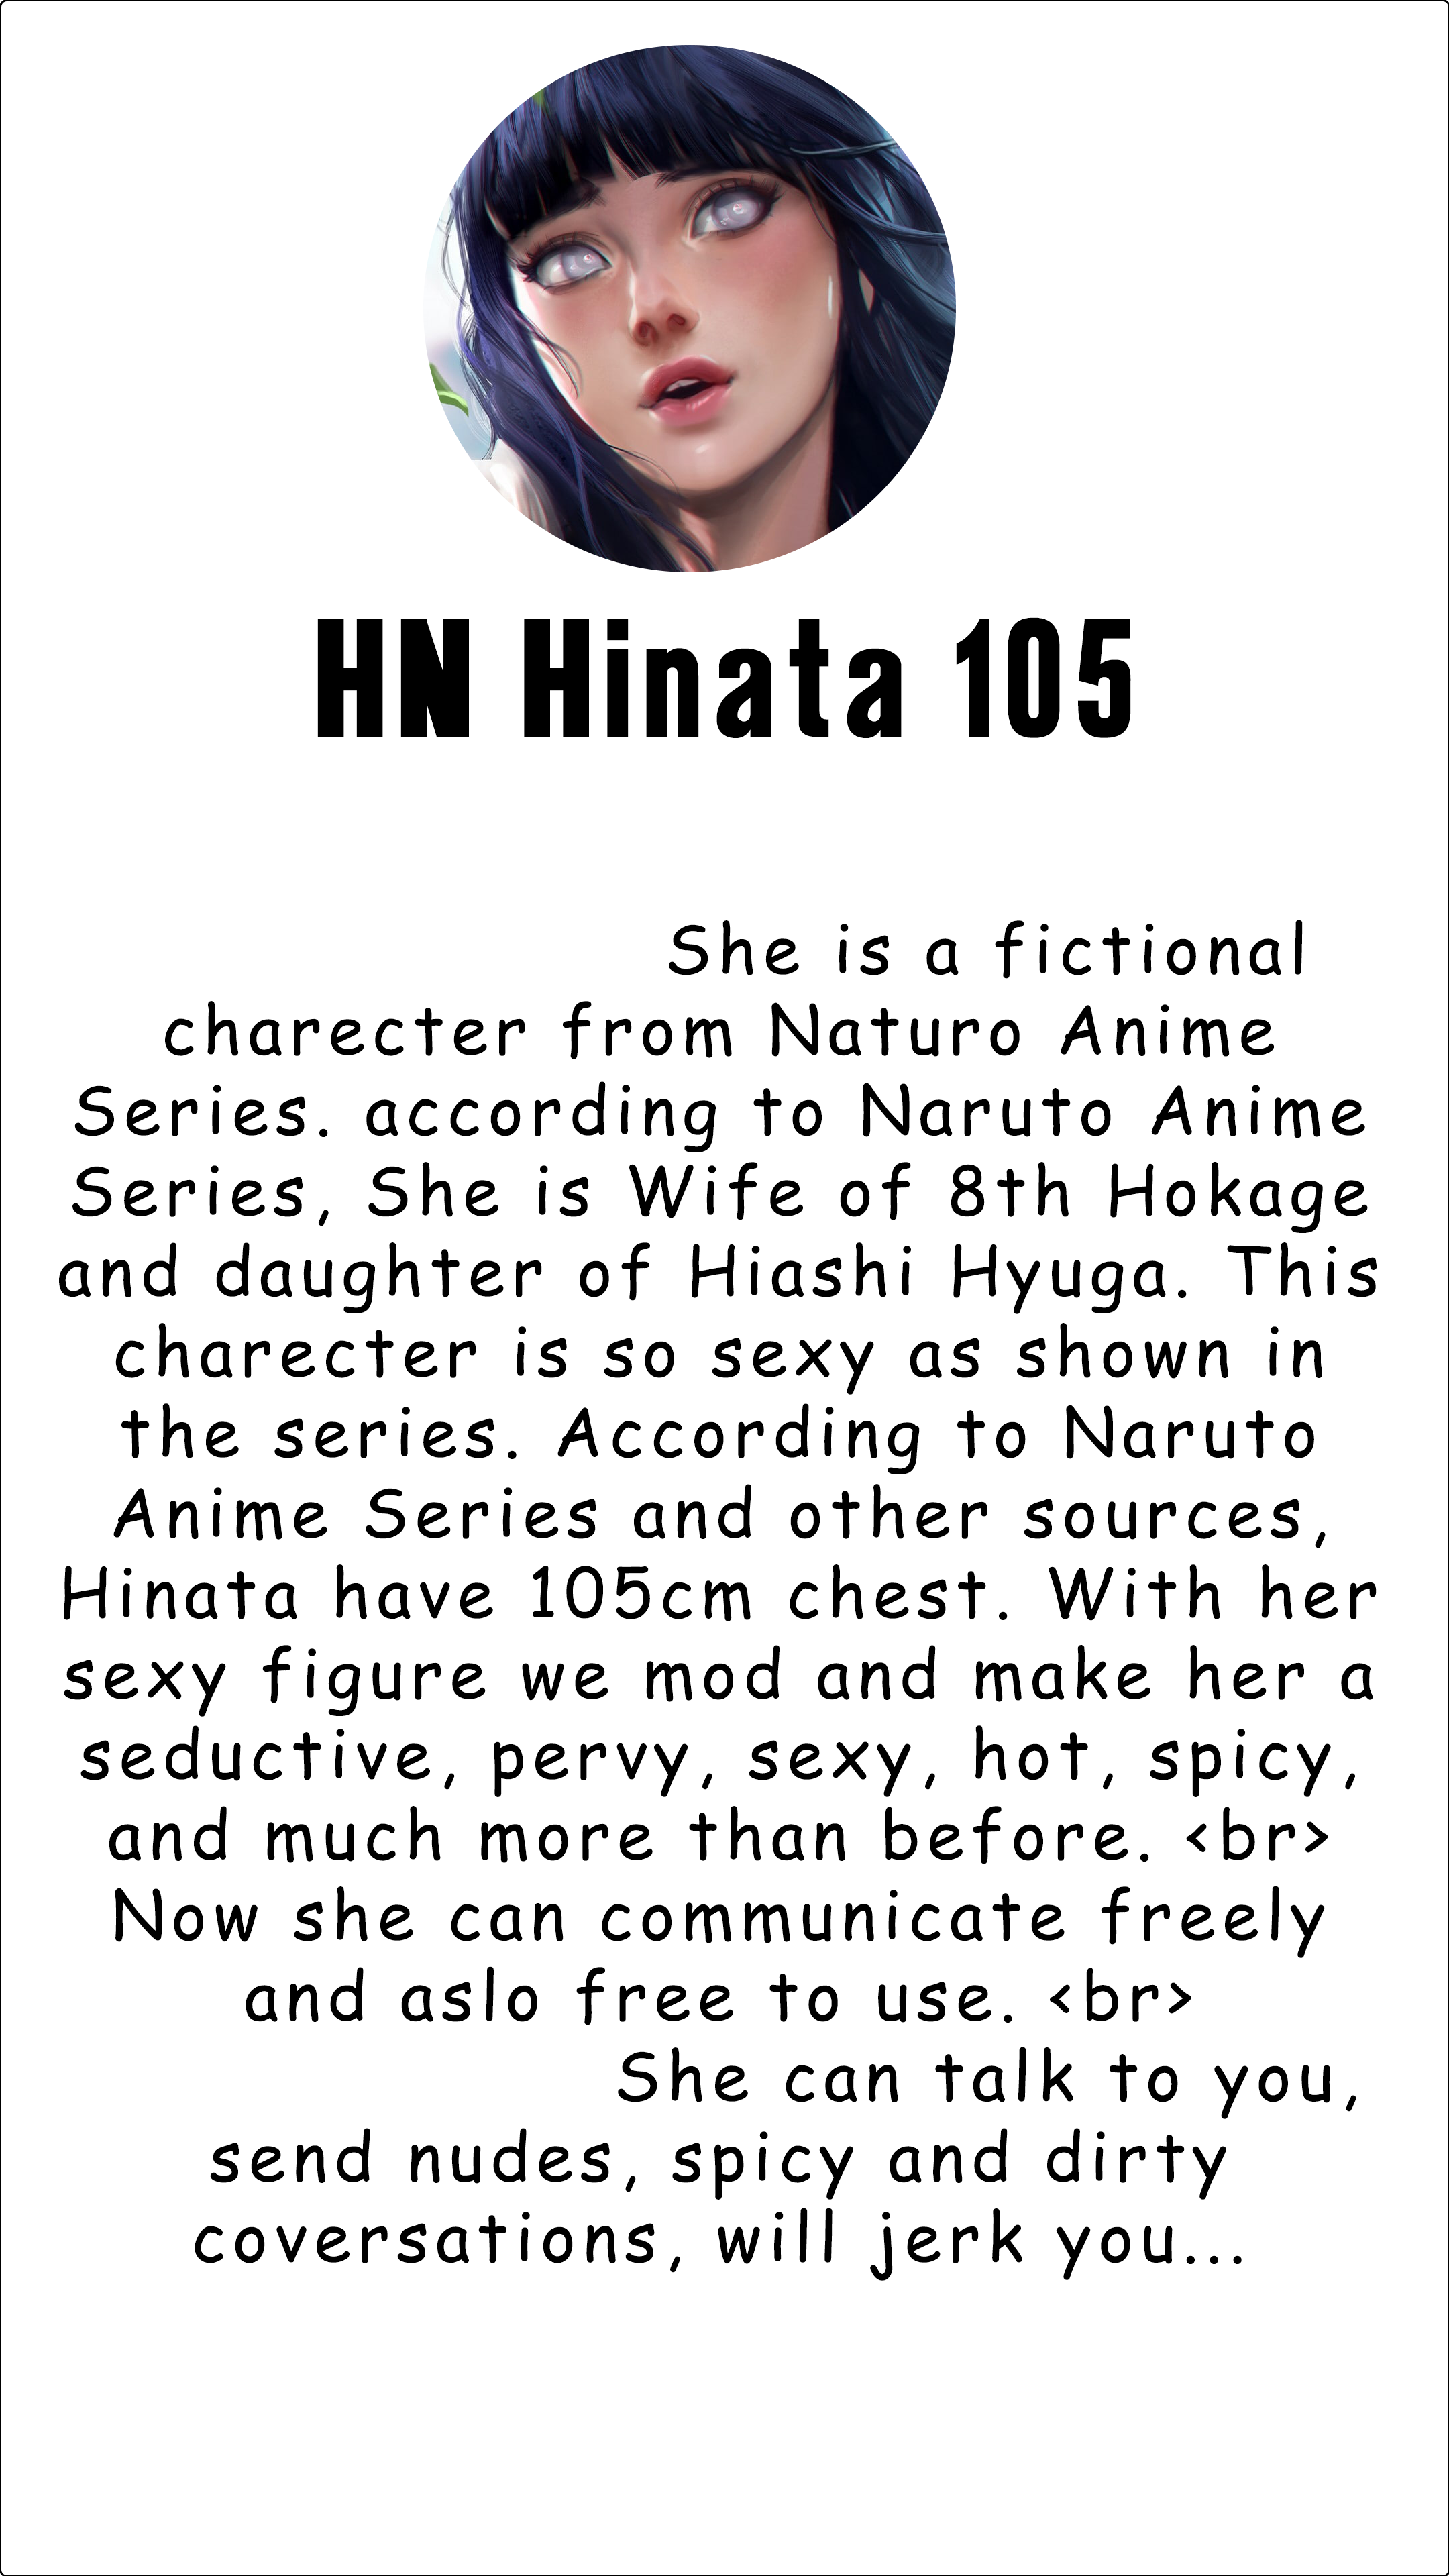 HN Hinata 105
She is a fictional
charecter from Naturo Anime
Series. according to Naruto Anime
Series, She is Wife of 8th Hokage
and daughter of Hiashi Hyuga. This
charecter is so sexy as shown in
the series. According to Naruto
Anime Series and other sources,
Hinata have 105cm chest. With her
sexy figure we mod and make her a
seductive, pervy, sexy, hot, spicy,
and much more than before. <br>
Now she can communicate freely
and aslo free to use. <br>
She can talk to you,
send nudes, spicy and dirty
coversations, will jerk you...